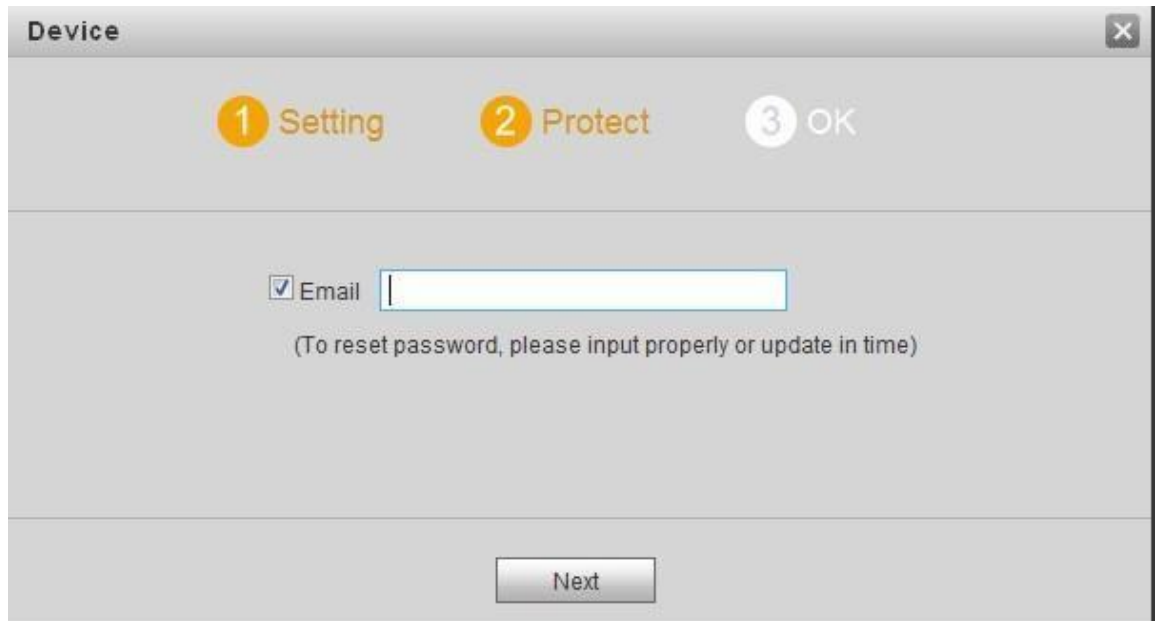 Device
1 Setting 2 Protect 3 OK
Email
(To reset password, please input properly or update in time)
Next